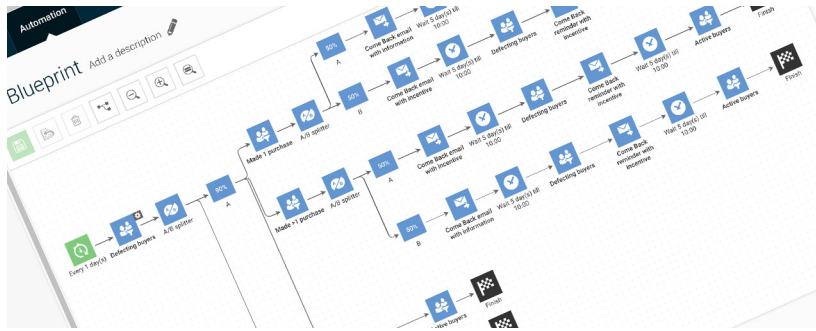 Automation
Blueprint
Add a description
50%
A
Come Back email
with information
Wait 5 day(s) till
10:00
50%
B
Come Back email
with incentive
Wait 5 day(s) till
10:00
Defecting buyers
Come Back
reminder with
incentive
Made 1 purchase
A/B splitter
Made >1 purchase
A/B splitter
50%
A
Come Back email
with incentive
Wait 5 day(s) till
10:00
Defecting buyers
Come Back
reminder with
incentive
Wait 5 day(s) till
10:00
Active buyers
Finish
50%
B
Come Back email
with information
Wait 5 day(s) till
10:00
Defecting buyers
Come Back
reminder with
incentive
Wait 5 day(s) till
10:00
Active buyers
Finish
Every 1 day(s)
Defecting buyers
A/B splitter
90%
A
Active buyers
Finish